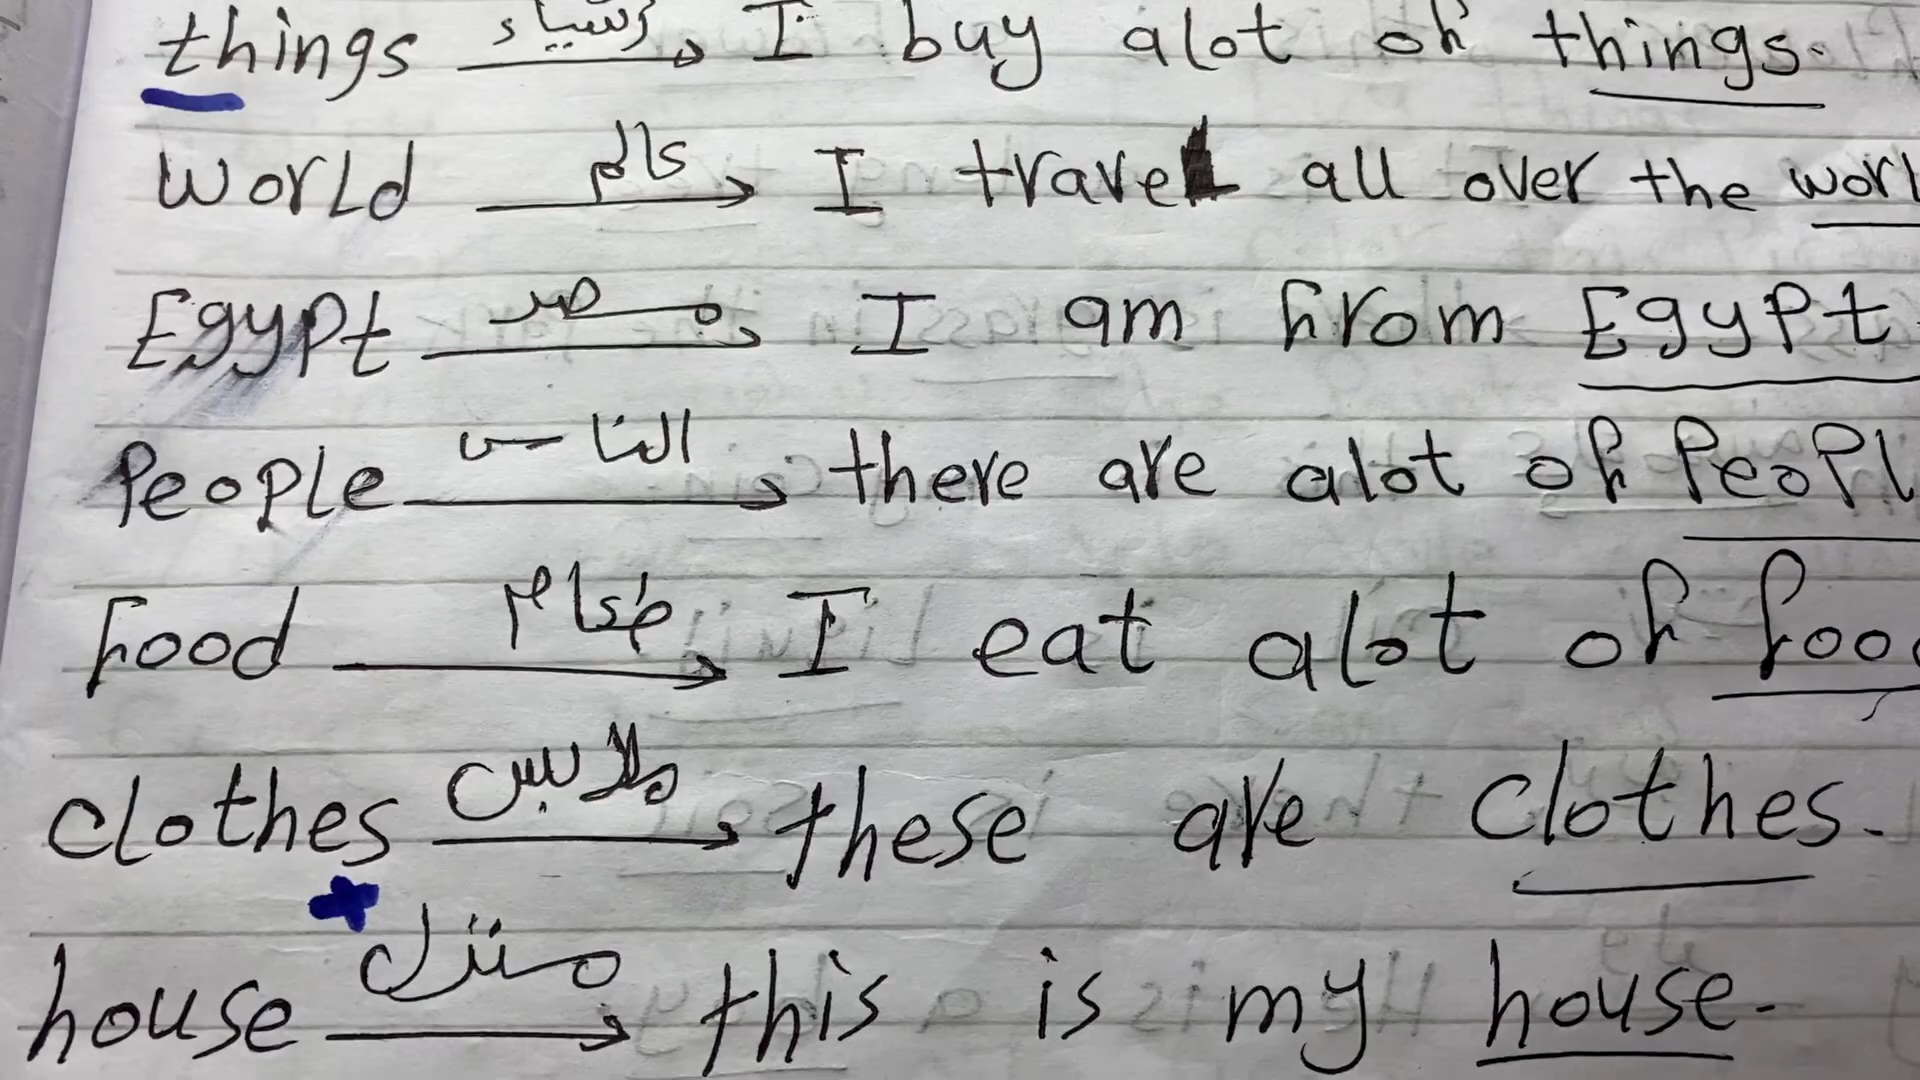 things أشياء I buy alot of things.
World عالم I travel all over the worl
Egypt مصر I am from Egypt
People الناس there are alot of Peopl
Food طعام I eat alot of foo
clothes ملابس these are clothes.
house منزل this is my house.